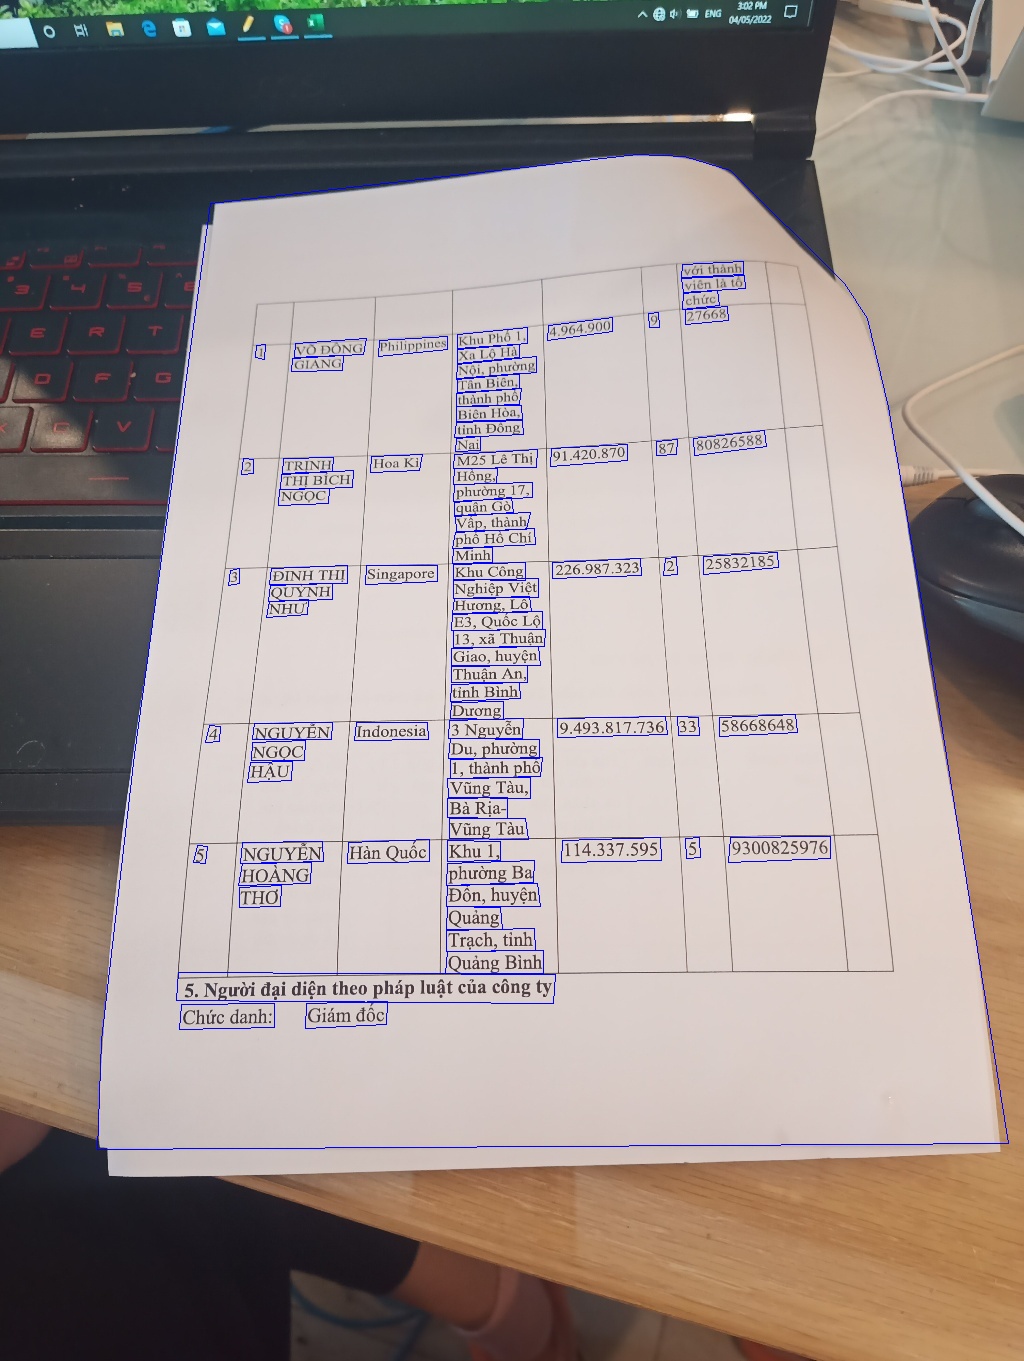 3:02 PM
ENG
04/05/2022
với thành
viên là tổ
chức
1 VÕ ĐÔNG GIANG Philippines Khu Phố 1, Xa Lộ Hà Nội, phường Tân Biên, thành phố Biên Hòa, tỉnh Đồng Nai 4.964.900 9 27668
2 TRỊNH THỊ BÍCH NGỌC Hoa Kì M25 Lê Thị Hồng, phường 17, quận Gò Vấp, thành phố Hồ Chí Minh 91.420.870 87 80826588
3 ĐINH THỊ QUỲNH NHƯ Singapore Khu Công Nghiệp Việt Hương, Lô E3, Quốc Lộ 13, xã Thuận Giao, huyện Thuận An, tỉnh Bình Dương 226.987.323 2 25832185
4 NGUYỄN NGỌC HẬU Indonesia 3 Nguyễn Du, phường 1, thành phố Vũng Tàu, Bà Rịa- Vũng Tàu 9.493.817.736 33 58668648
5 NGUYỄN HOÀNG THƠ Hàn Quốc Khu 1, phường Ba Đồn, huyện Quảng Trạch, tỉnh Quảng Bình 114.337.595 5 9300825976
5. Người đại diện theo pháp luật của công ty
Chức danh: Giám đốc